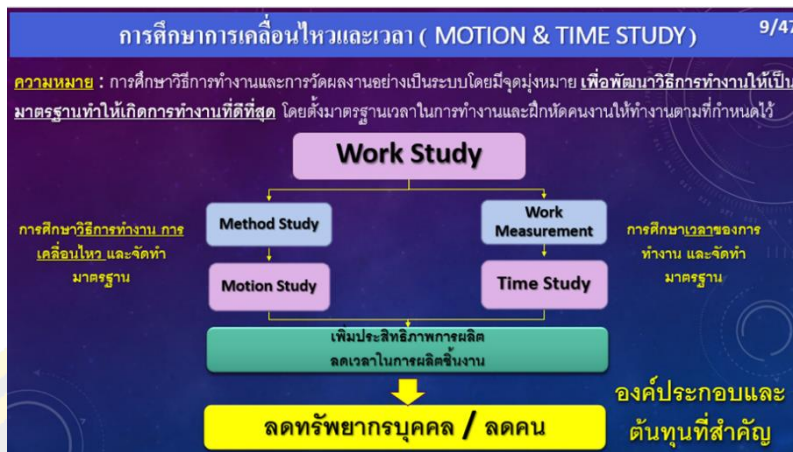 การศึกษาการเคลื่อนไหวและเวลา ( MOTION & TIME STUDY)
9/47
ความหมาย : การศึกษาวิธีการทำงานและการวัดผลงานอย่างเป็นระบบโดยมีจุดมุ่งหมาย เพื่อพัฒนาวิธีการทำงานให้เป็น
มาตรฐานทำให้เกิดการทำงานที่ดีที่สุด โดยตั้งมาตรฐานเวลาในการทำงานและฝึกหัดคนงานให้ทำงานตามที่กำหนดไว้
Work Study
การศึกษาวิธีการทำงาน การ
เคลื่อนไหว และจัดทำ
มาตรฐาน
Method Study
Work
Measurement
การศึกษาเวลาของการ
ทำงาน และจัดทำ
มาตรฐาน
Motion Study
Time Study
เพิ่มประสิทธิภาพการผลิต
ลดเวลาในการผลิตชิ้นงาน
ลดทรัพยากรบุคคล / ลดคน
องค์ประกอบและ
ต้นทุนที่สำคัญ